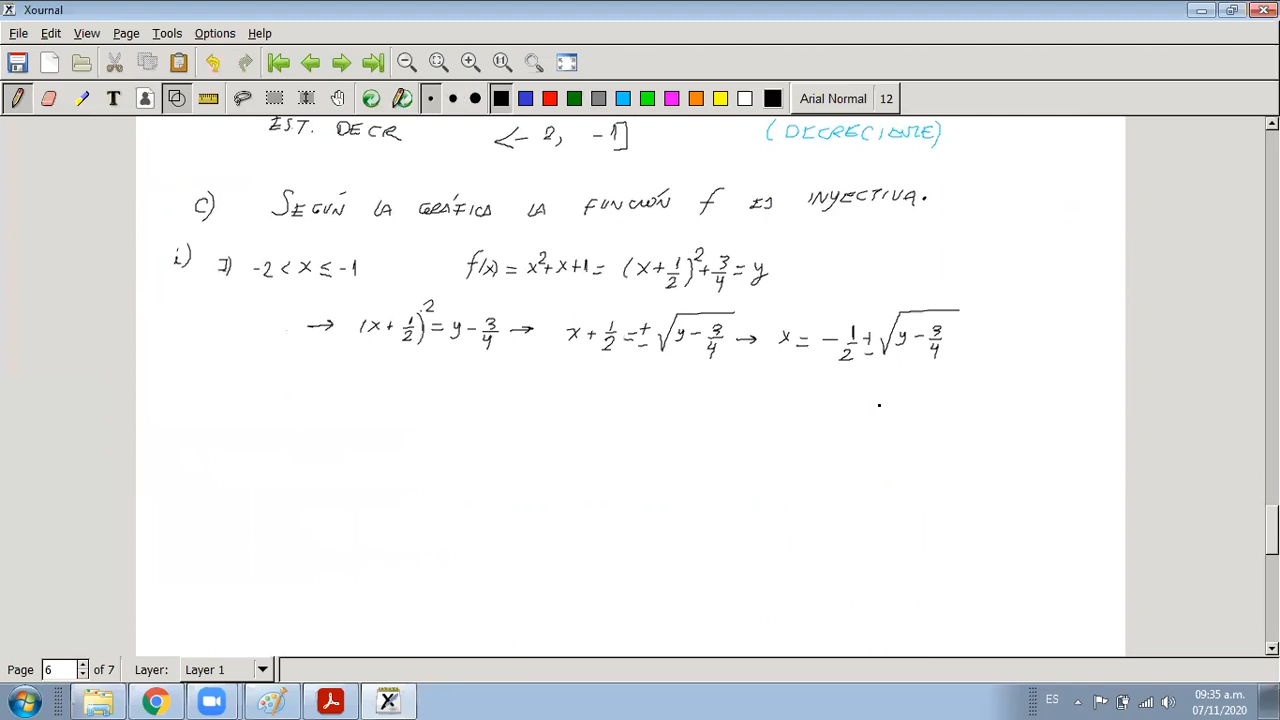 Xournal
File Edit View Page Tools Options Help
Arial Normal 12
EST. DECR <-2, -1] (DECRECIENTE)
C) SEGÚN LA GRÁFICA LA FUNCIÓN f ES INYECTIVA.
i) I) -2 < x ≤ -1 f(x) = x²+x+1 = (x+1/2)²+3/4 = y
→ (x+1/2)² = y-3/4 → x+1/2 = ±√(y-3/4) → x = -1/2 ± √(y-3/4)
Page 6 of 7 Layer: Layer 1
ES 09:35 a.m.
07/11/2020